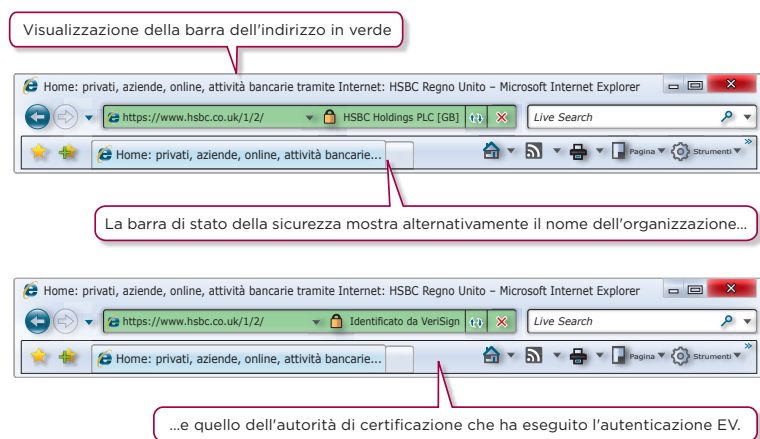 Visualizzazione della barra dell'indirizzo in verde
Home: privati, aziende, online, attività bancarie tramite Internet: HSBC Regno Unito – Microsoft Internet Explorer
https://www.hsbc.co.uk/1/2/ HSBC Holdings PLC [GB] Live Search
Home: privati, aziende, online, attività bancarie... Pagina Strumenti »
La barra di stato della sicurezza mostra alternativamente il nome dell'organizzazione...
Home: privati, aziende, online, attività bancarie tramite Internet: HSBC Regno Unito – Microsoft Internet Explorer
https://www.hsbc.co.uk/1/2/ Identificato da VeriSign Live Search
Home: privati, aziende, online, attività bancarie... Pagina Strumenti »
...e quello dell'autorità di certificazione che ha eseguito l'autenticazione EV.